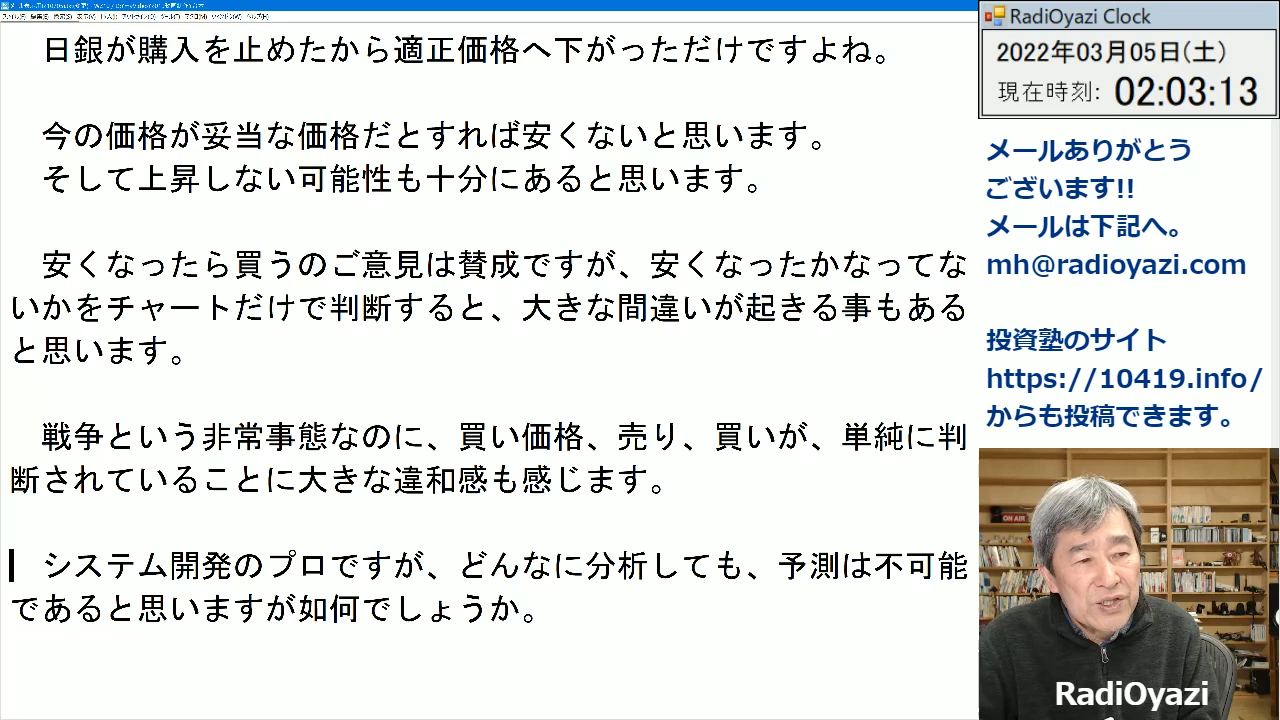 日銀が購入を止めたから適正価格へ下がっただけですよね。
今の価格が妥当な価格だとすれば安くないと思います。
そして上昇しない可能性も十分にあると思います。
安くなったら買うのご意見は賛成ですが、安くなったかなってな
いかをチャートだけで判断すると、大きな間違いが起きる事もある
と思います。
戦争という非常事態なのに、買い価格、売り、買いが、単純に判
断されていることに大きな違和感も感じます。
システム開発のプロですが、どんなに分析しても、予測は不可能
であると思いますが如何でしょうか。
RadiOyazi Clock
2022年03月05日(土)
現在時刻: 02:03:13
メールありがとう
ございます!!
メールは下記へ。
mh@radioyazi.com
投資塾のサイト
https://10419.info/
からも投稿できます。
ON AIR
RadiOyazi